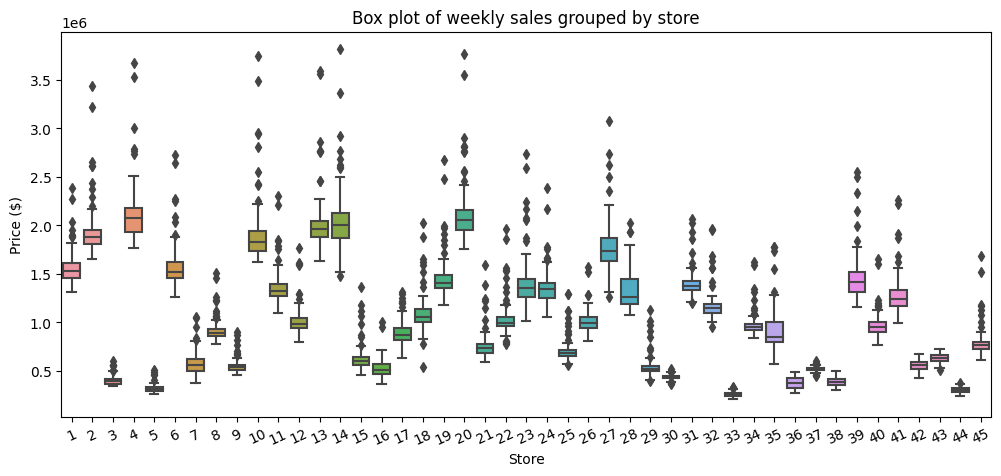 Box plot of weekly sales grouped by store
1e6
3.5
3.0
2.5
2.0
1.5
1.0
0.5
Price ($)
1 2 3 4 5 6 7 8 9 10 11 12 13 14 15 16 17 18 19 20 21 22 23 24 25 26 27 28 29 30 31 32 33 34 35 36 37 38 39 40 41 42 43 44 45
Store